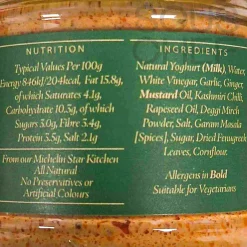 NUTRITION
Typical Values Per 100g
Energy 846kJ/204kcal, Fat 15.8g,
of which Saturates 4.1g,
Carbohydrate 10.3g, of which
Sugars 3.0g, Fibre 3.4g,
Protein 3.5g, Salt 2.1g
From our Michelin Star Kitchen
All Natural
No Preservatives or
Artificial Colours
INGREDIENTS
Natural Yoghurt (Milk), Water,
White Vinegar, Garlic, Ginger,
Mustard Oil, Kashmiri Chilli,
Rapeseed Oil, Deggi Mirch
Powder, Salt, Garam Masala
[Spices], Sugar, Dried Fenugreek
Leaves, Cornflour.
Allergens in Bold
Suitable for Vegetarians